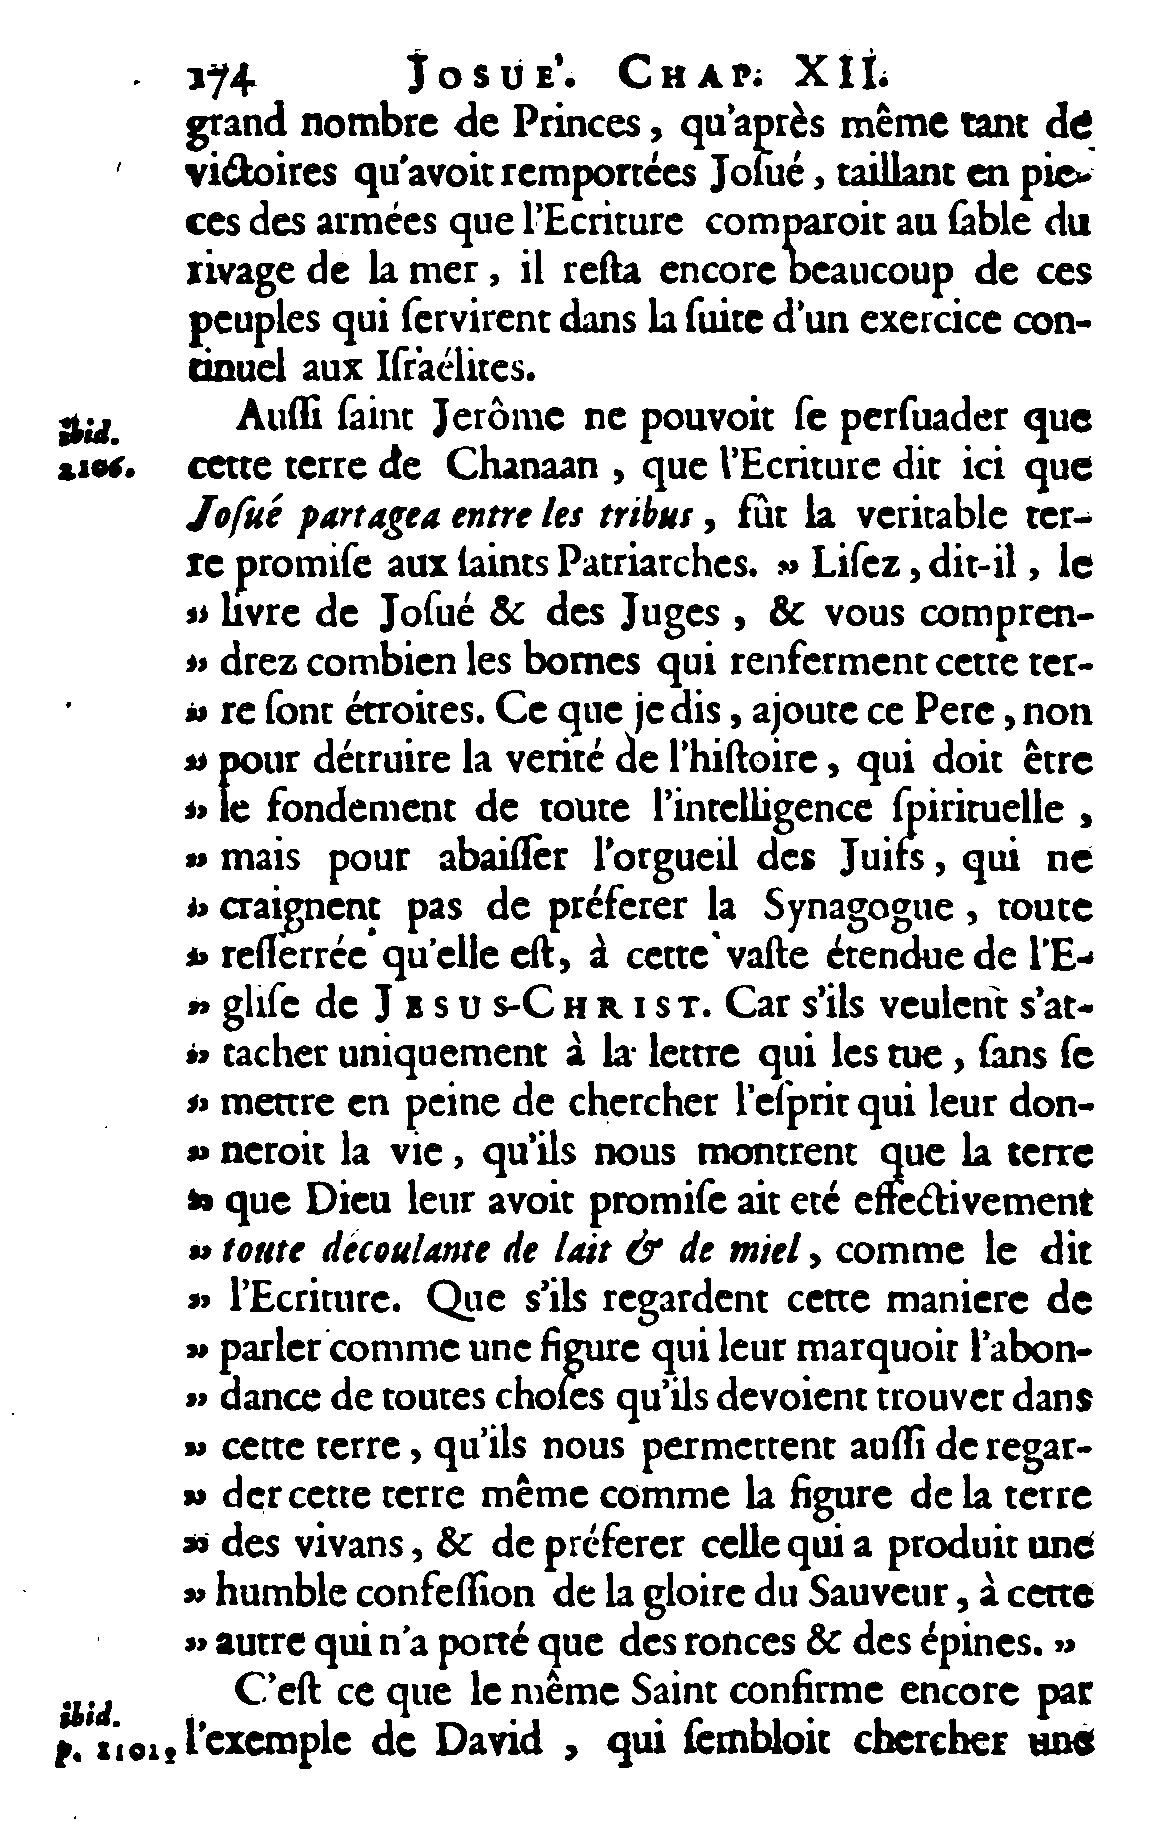 174 JOSUE'. CHAP. XII.
grand nombre de Princes, qu'après même tant de
victoires qu'avoit remportées Joſué, taillant en pie-
ces des armées que l'Ecriture comparoit au ſable du
rivage de la mer, il reſta encore beaucoup de ces
peuples qui ſervirent dans la ſuite d'un exercice con-
tinuel aux Iſraélites.
Auſſi ſaint Jerôme ne pouvoit ſe perſuader que
ibid.
2106. cette terre de Chanaan, que l'Ecriture dit ici que
Joſué partagea entre les tribus, fût la veritable ter-
re promiſe aux ſaints Patriarches. » Liſez, dit-il, le
» livre de Joſué & des Juges, & vous compren-
» drez combien les bornes qui renferment cette ter-
» re ſont étroites. Ce que je dis, ajoute ce Pere, non
» pour détruire la verité de l'hiſtoire, qui doit être
» le fondement de toute l'intelligence ſpirituelle,
» mais pour abaiſſer l'orgueil des Juifs, qui ne
» craignent pas de préferer la Synagogue, toute
» reſſerrée qu'elle eſt, à cette vaſte étendue de l'E-
» gliſe de JESUS-CHRIST. Car s'ils veulent s'at-
» tacher uniquement à la lettre qui les tue, ſans ſe
» mettre en peine de chercher l'eſprit qui leur don-
» neroit la vie, qu'ils nous montrent que la terre
» que Dieu leur avoit promiſe ait eté effectivement
» toute découlante de lait & de miel, comme le dit
» l'Ecriture. Que s'ils regardent cette maniere de
» parler comme une figure qui leur marquoit l'abon-
» dance de toutes choſes qu'ils devoient trouver dans
» cette terre, qu'ils nous permettent auſſi de regar-
» der cette terre même comme la figure de la terre
» des vivans, & de préferer celle qui a produit une
» humble confeſſion de la gloire du Sauveur, à cette
» autre qui n'a porté que des ronces & des épines. »
C'eſt ce que le même Saint confirme encore par
ibid.
p. 2101. l'exemple de David, qui ſembloit chercher une